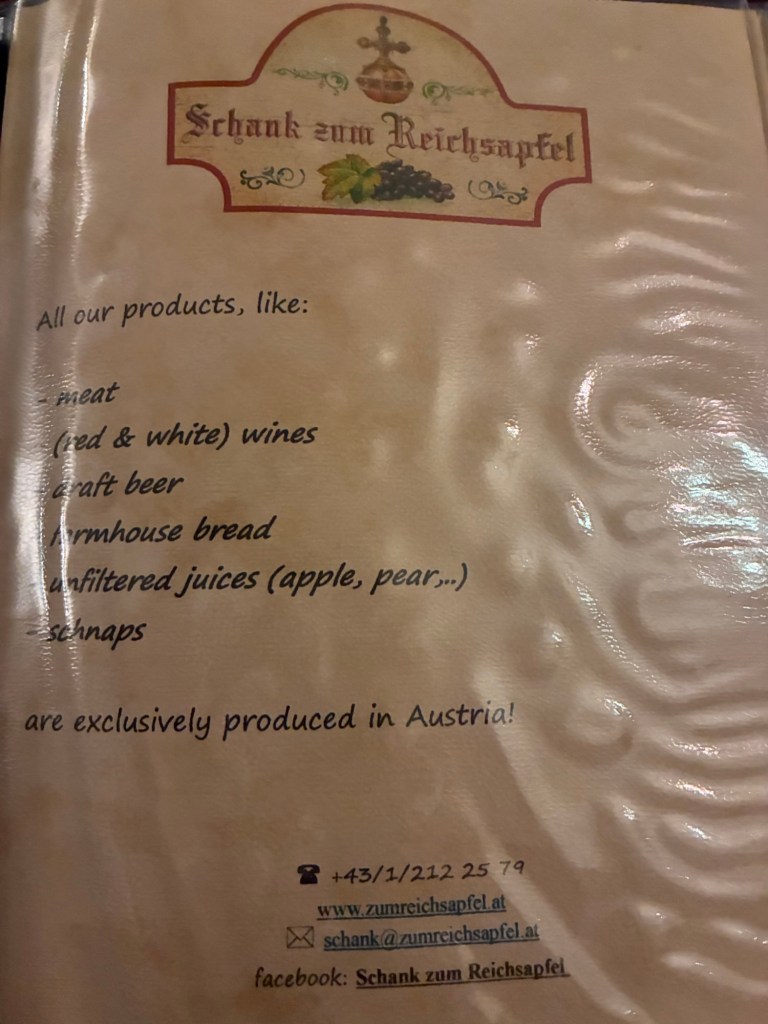 Schank zum Reichsapfel
All our products, like:
- meat
- (red & white) wines
- draft beer
- farmhouse bread
- unfiltered juices (apple, pear,..)
- schnaps
are exclusively produced in Austria!
☎ +43/1/212 25 79
www.zumreichsapfel.at
✉ schank@zumreichsapfel.at
facebook: Schank zum Reichsapfel